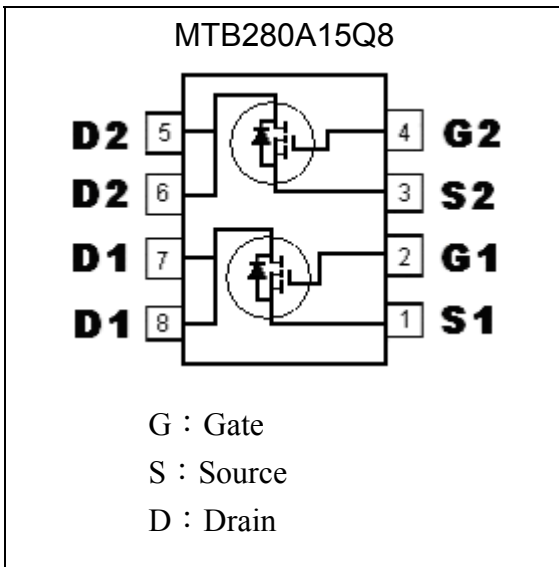 MTB280A15Q8
D2 5 4 G2
D2 6 3 S2
D1 7 2 G1
D1 8 1 S1
G：Gate
S：Source
D：Drain